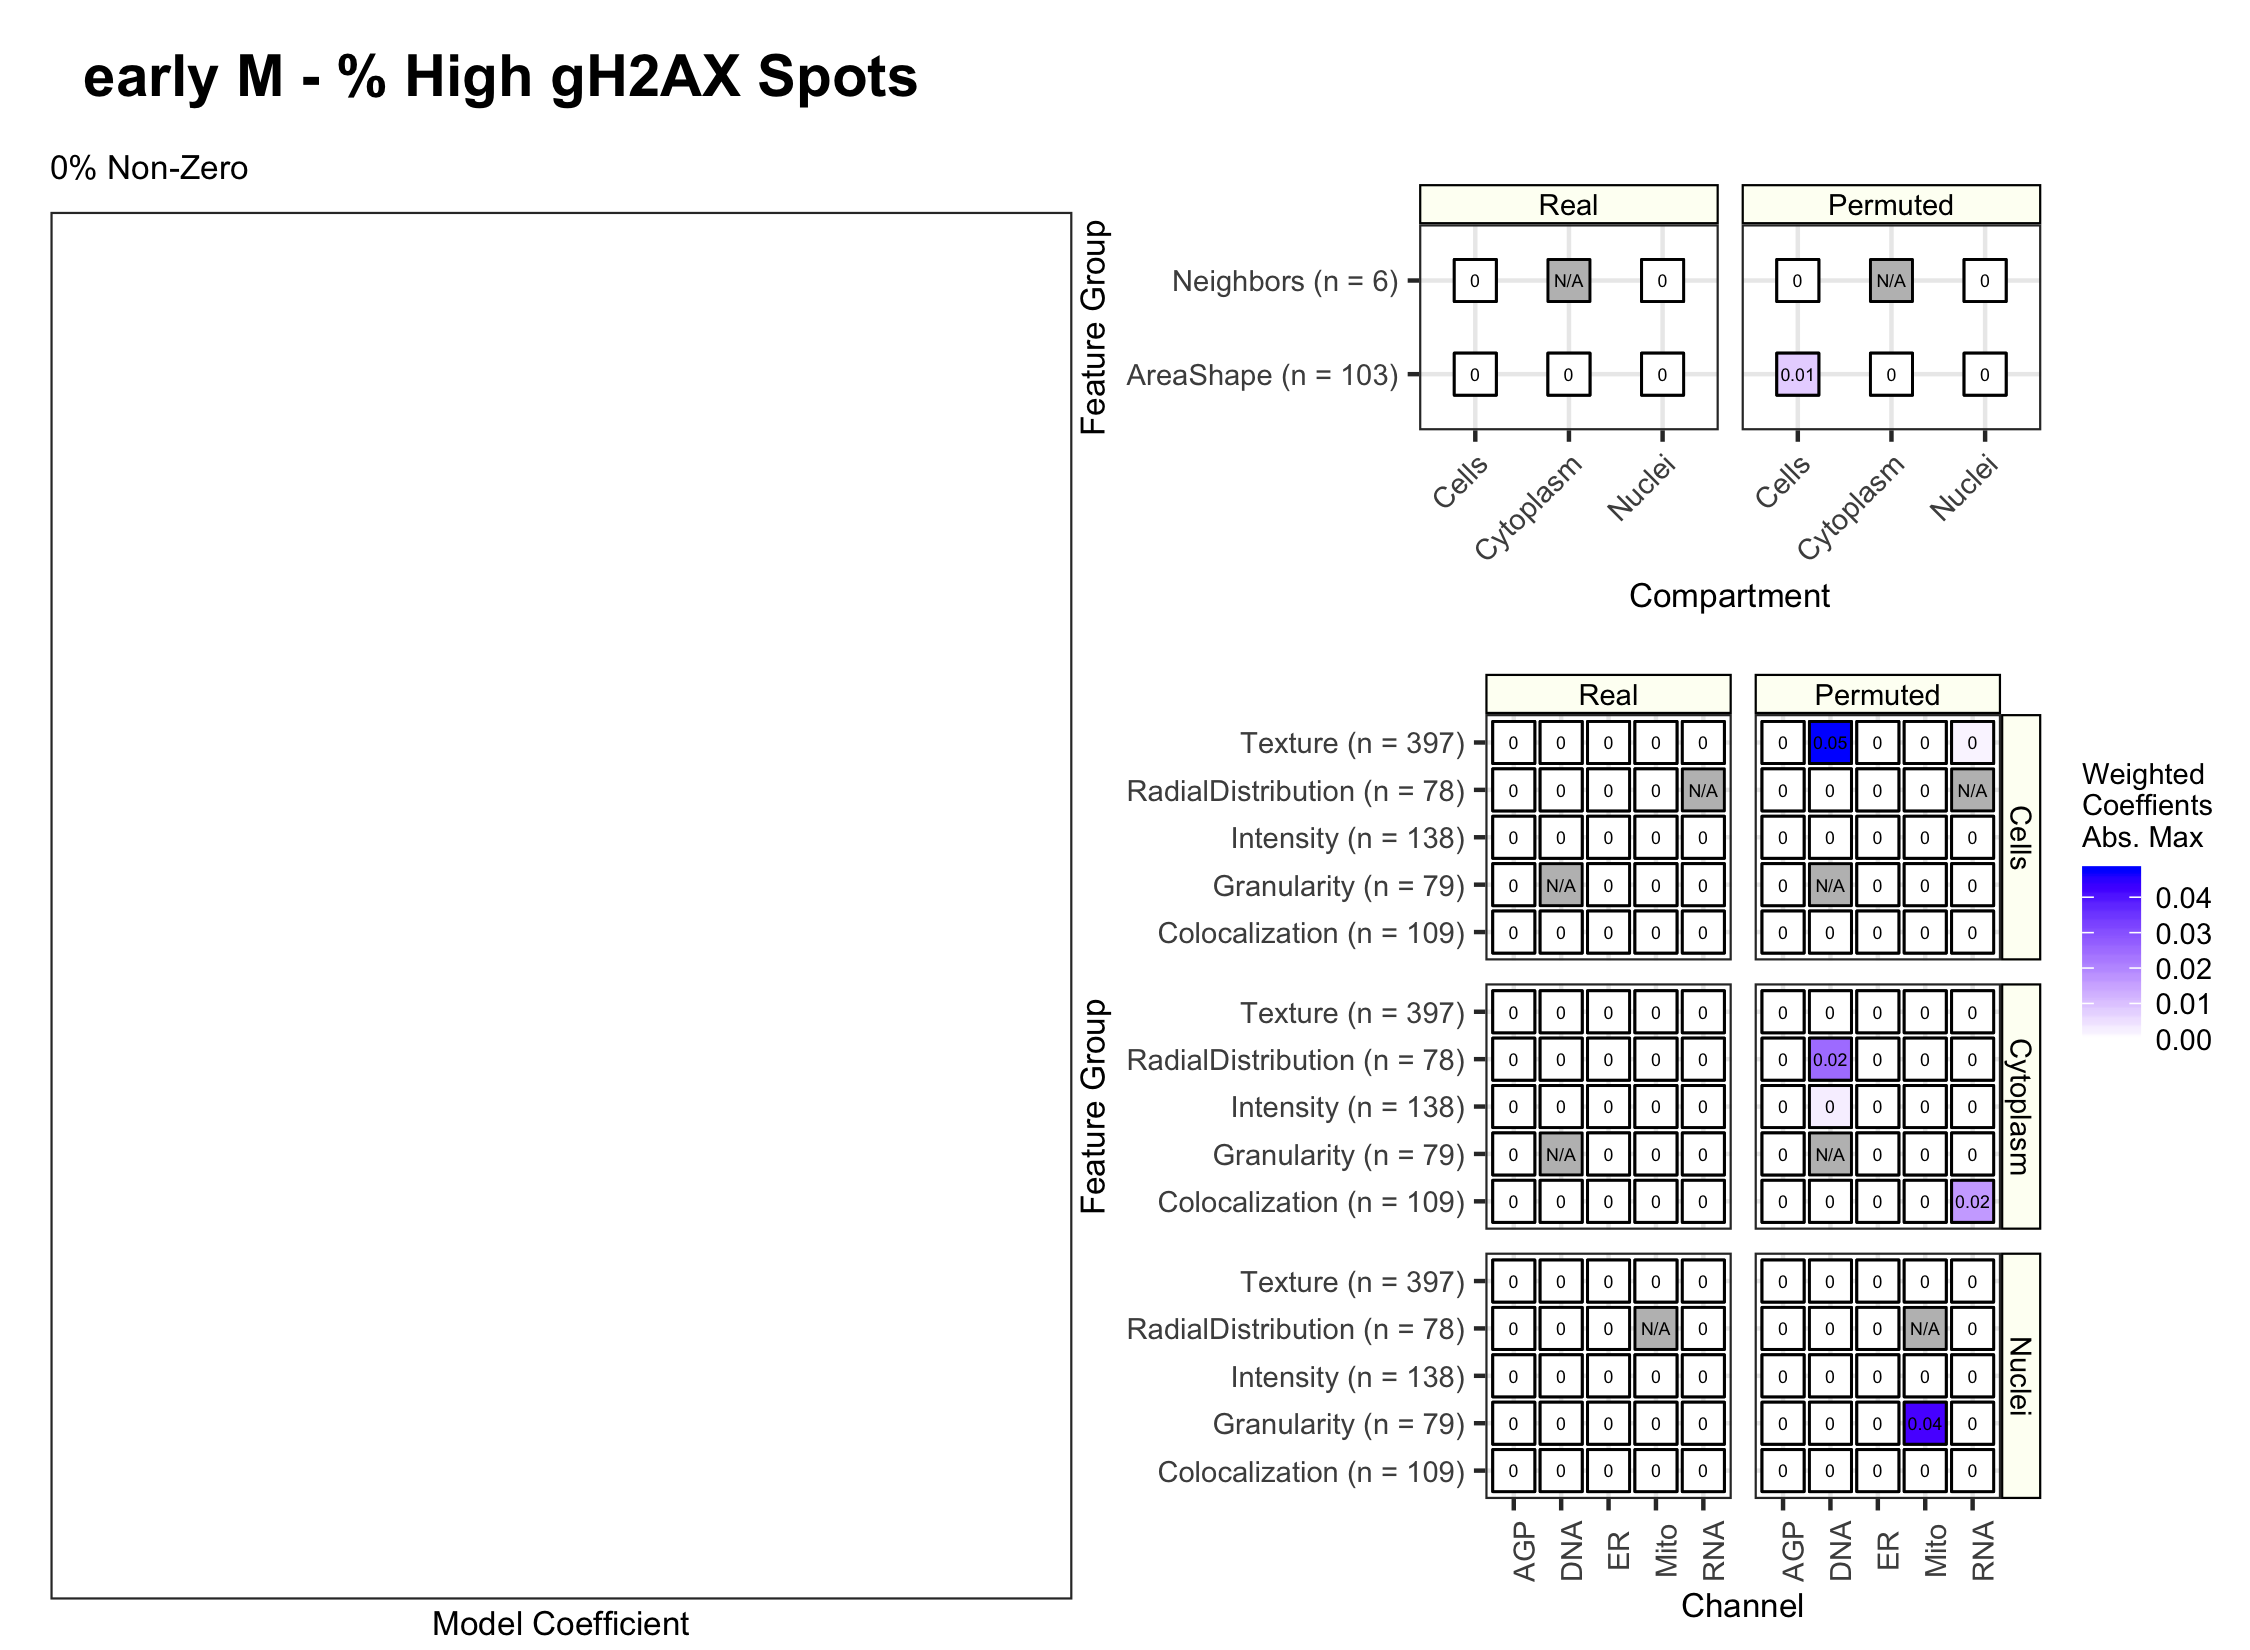 early M - % High gH2AX Spots
0% Non-Zero
Model Coefficient
Feature Group
Real Permuted
Neighbors (n = 6) 0 N/A 0 0 N/A 0
AreaShape (n = 103) 0 0 0 0.01 0 0
Cells Cytoplasm Nuclei Cells Cytoplasm Nuclei
Compartment
Feature Group
Real Permuted
Texture (n = 397) 0 0 0 0 0 0 0.05 0 0 0
RadialDistribution (n = 78) 0 0 0 0 N/A 0 0 0 0 N/A
Intensity (n = 138) 0 0 0 0 0 0 0 0 0 0
Granularity (n = 79) 0 N/A 0 0 0 0 N/A 0 0 0
Colocalization (n = 109) 0 0 0 0 0 0 0 0 0 0
Cells
Texture (n = 397) 0 0 0 0 0 0 0 0 0 0
RadialDistribution (n = 78) 0 0 0 0 0 0 0.02 0 0 0
Intensity (n = 138) 0 0 0 0 0 0 0 0 0 0
Granularity (n = 79) 0 N/A 0 0 0 0 N/A 0 0 0
Colocalization (n = 109) 0 0 0 0 0 0 0 0 0 0.02
Cytoplasm
Texture (n = 397) 0 0 0 0 0 0 0 0 0 0
RadialDistribution (n = 78) 0 0 0 N/A 0 0 0 0 N/A 0
Intensity (n = 138) 0 0 0 0 0 0 0 0 0 0
Granularity (n = 79) 0 0 0 0 0 0 0 0 0.04 0
Colocalization (n = 109) 0 0 0 0 0 0 0 0 0 0
Nuclei
AGP DNA ER Mito RNA AGP DNA ER Mito RNA
Channel
Weighted
Coeffients
Abs. Max
0.04
0.03
0.02
0.01
0.00